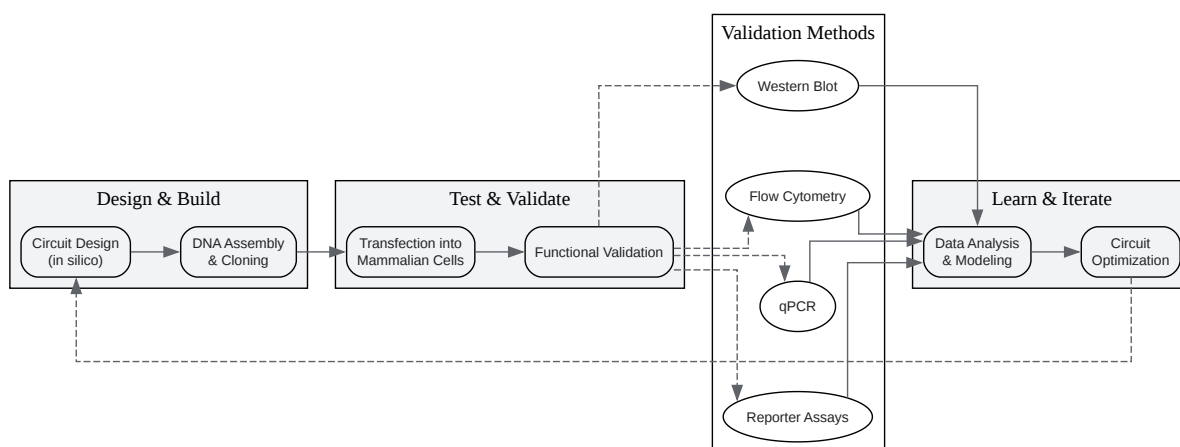 Validation Methods
Western Blot
Flow Cytometry
qPCR
Reporter Assays
Design & Build
Circuit Design
(in silico)
DNA Assembly
& Cloning
Test & Validate
Transfection into
Mammalian Cells
Functional Validation
Learn & Iterate
Data Analysis
& Modeling
Circuit
Optimization